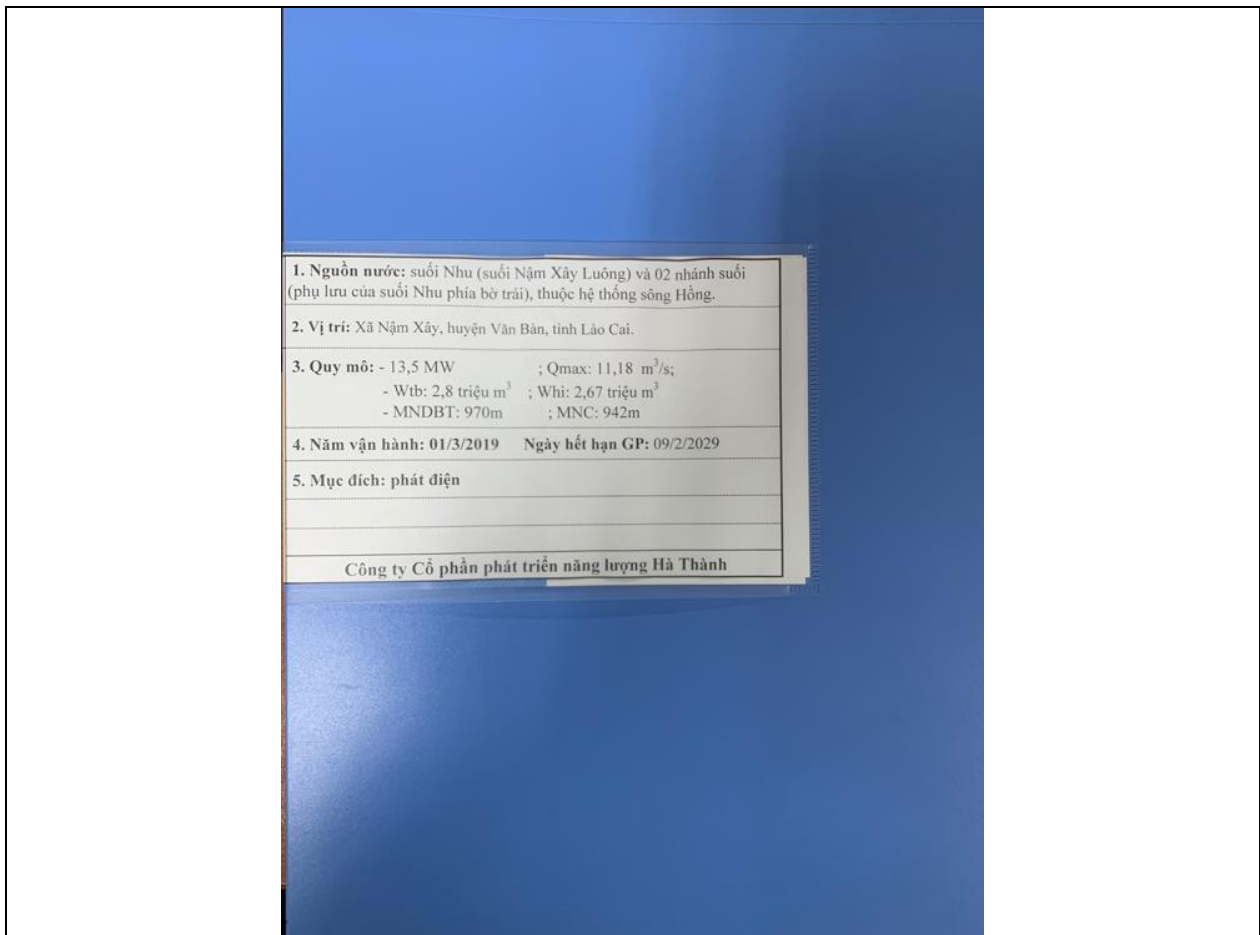 1. Nguồn nước: suối Nhu (suối Nậm Xây Luông) và 02 nhánh suối
(phụ lưu của suối Nhu phía bờ trái), thuộc hệ thống sông Hồng.
2. Vị trí: Xã Nậm Xây, huyện Văn Bàn, tỉnh Lào Cai.
3. Quy mô: - 13,5 MW ; Qmax: 11,18 m³/s;
- Wtb: 2,8 triệu m³ ; Whi: 2,67 triệu m³
- MNDBT: 970m ; MNC: 942m
4. Năm vận hành: 01/3/2019 Ngày hết hạn GP: 09/2/2029
5. Mục đích: phát điện
Công ty Cổ phần phát triển năng lượng Hà Thành